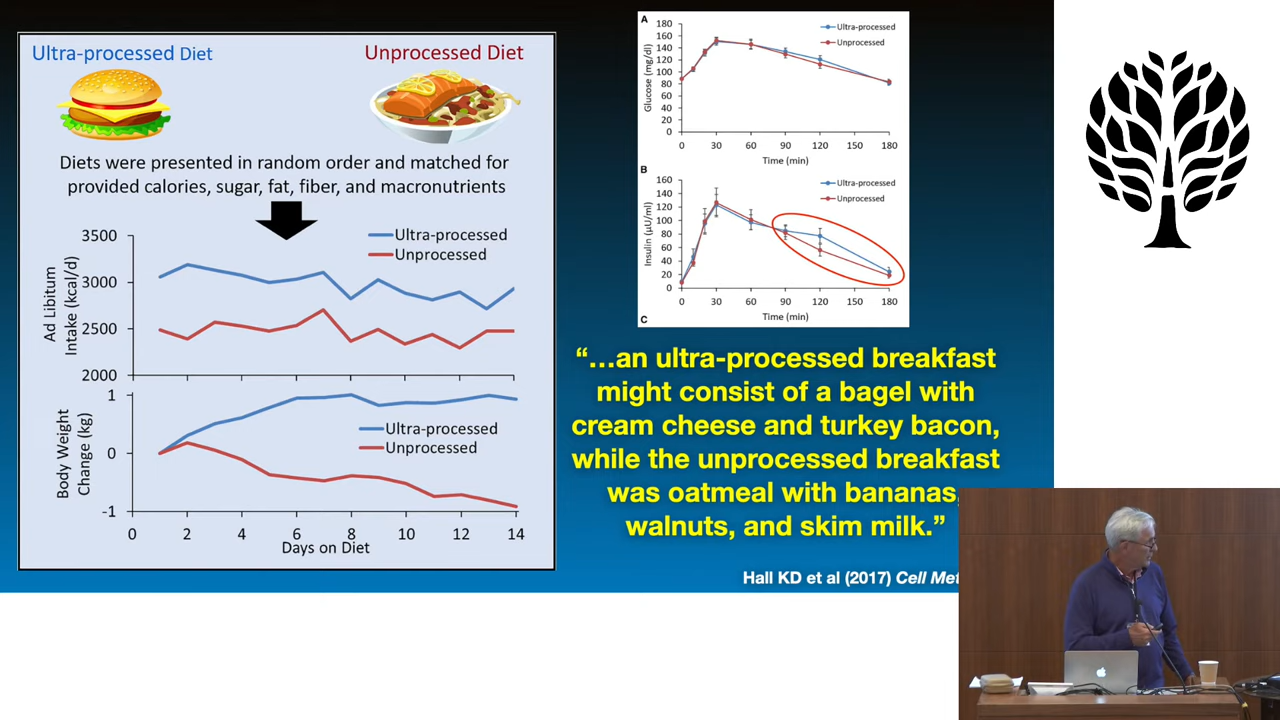 Ultra-processed Diet
Unprocessed Diet
Diets were presented in random order and matched for
provided calories, sugar, fat, fiber, and macronutrients
Ad Libitum
Intake (kcal/d)
3500
3000
2500
2000
Ultra-processed
Unprocessed
Body Weight
Change (kg)
1
0
-1
Ultra-processed
Unprocessed
0 2 4 6 8 10 12 14
Days on Diet
A
Glucose (mg/dl)
180
160
140
120
100
80
60
40
20
0
Ultra-processed
Unprocessed
0 30 60 90 120 150 180
Time (min)
B
Insulin (µU/ml)
160
140
120
100
80
60
40
20
0
Ultra-processed
Unprocessed
0 30 60 90 120 150 180
Time (min)
C
“…an ultra-processed breakfast
might consist of a bagel with
cream cheese and turkey bacon,
while the unprocessed breakfast
was oatmeal with bananas,
walnuts, and skim milk.”
Hall KD et al (2017) Cell Met